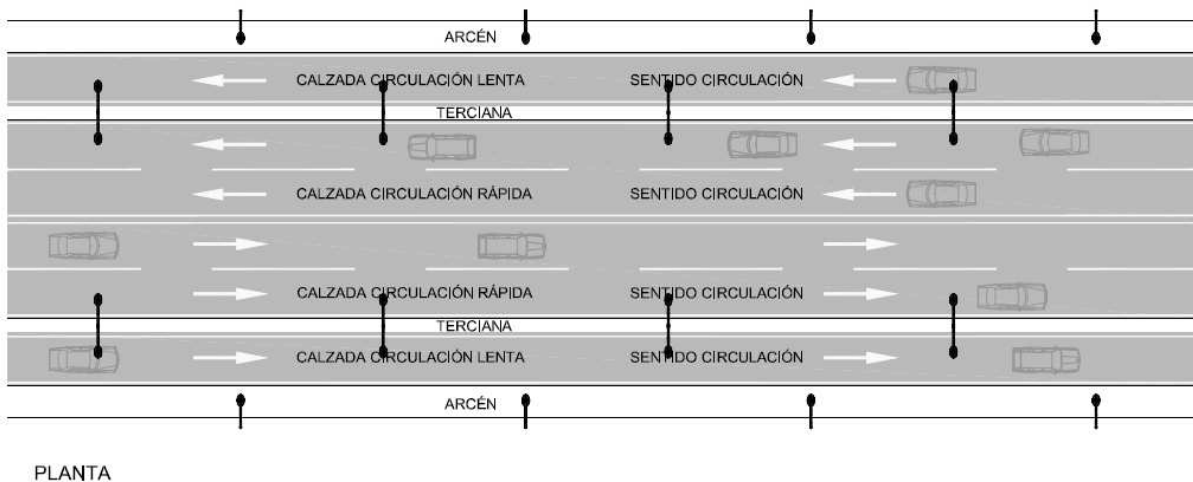 ARCÉN
CALZADA CIRCULACIÓN LENTA SENTIDO CIRCULACIÓN
TERCIANA
CALZADA CIRCULACIÓN RÁPIDA SENTIDO CIRCULACIÓN
CALZADA CIRCULACIÓN RÁPIDA SENTIDO CIRCULACIÓN
TERCIANA
CALZADA CIRCULACIÓN LENTA SENTIDO CIRCULACIÓN
ARCÉN
PLANTA